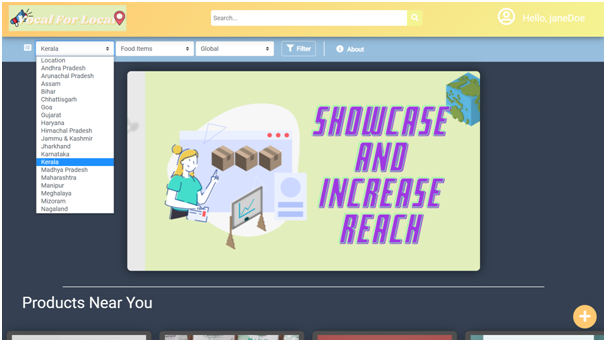 Local For Local
Search...
Hello, janeDoe
Kerala
Food Items
Global
Filter
About
Location
Andhra Pradesh
Arunachal Pradesh
Assam
Bihar
Chhattisgarh
Goa
Gujarat
Haryana
Himachal Pradesh
Jammu & Kashmir
Jharkhand
Karnataka
Kerala
Madhya Pradesh
Maharashtra
Manipur
Meghalaya
Mizoram
Nagaland
SHOWCASE
AND
INCREASE
REACH
Products Near You